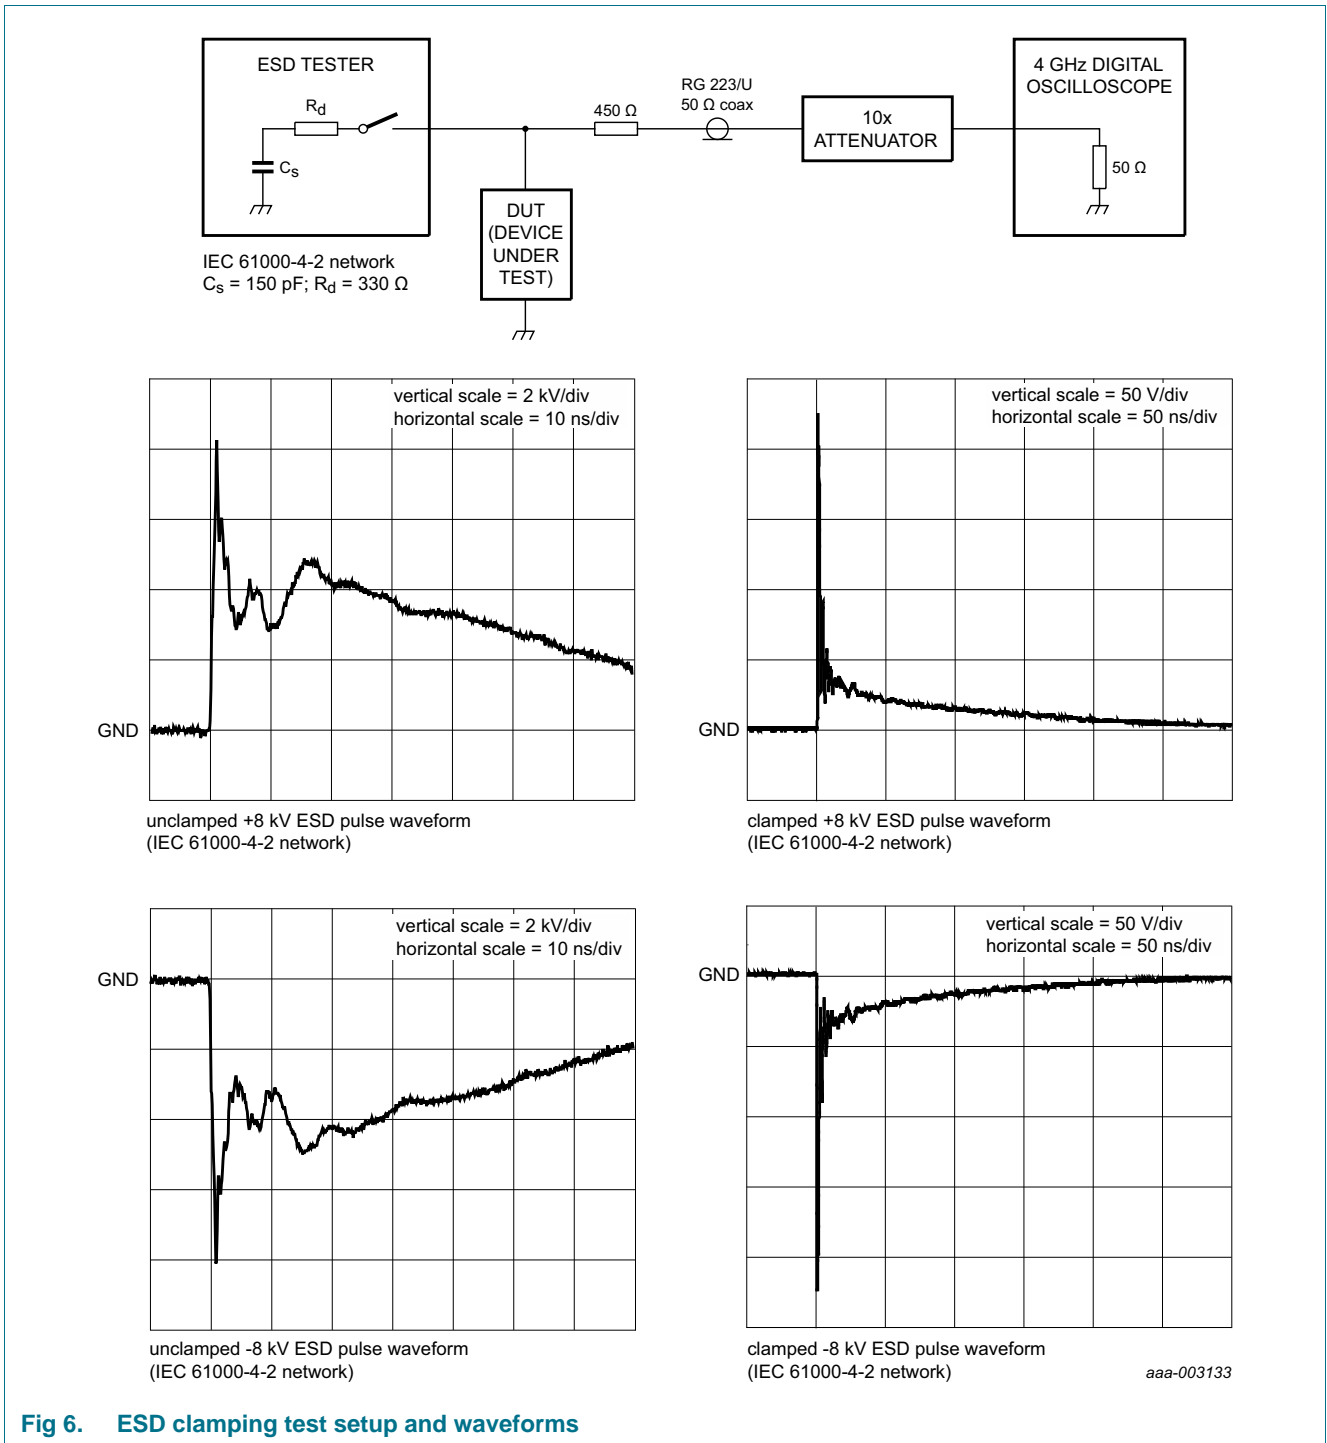 ESD TESTER
Rd
Cs
IEC 61000-4-2 network
Cs = 150 pF; Rd = 330 Ω
DUT
(DEVICE
UNDER
TEST)
450 Ω
RG 223/U
50 Ω coax
10x
ATTENUATOR
4 GHz DIGITAL
OSCILLOSCOPE
50 Ω
vertical scale = 2 kV/div
horizontal scale = 10 ns/div
GND
unclamped +8 kV ESD pulse waveform
(IEC 61000-4-2 network)
vertical scale = 50 V/div
horizontal scale = 50 ns/div
GND
clamped +8 kV ESD pulse waveform
(IEC 61000-4-2 network)
vertical scale = 2 kV/div
horizontal scale = 10 ns/div
GND
unclamped -8 kV ESD pulse waveform
(IEC 61000-4-2 network)
vertical scale = 50 V/div
horizontal scale = 50 ns/div
GND
clamped -8 kV ESD pulse waveform
(IEC 61000-4-2 network)
aaa-003133
Fig 6. ESD clamping test setup and waveforms